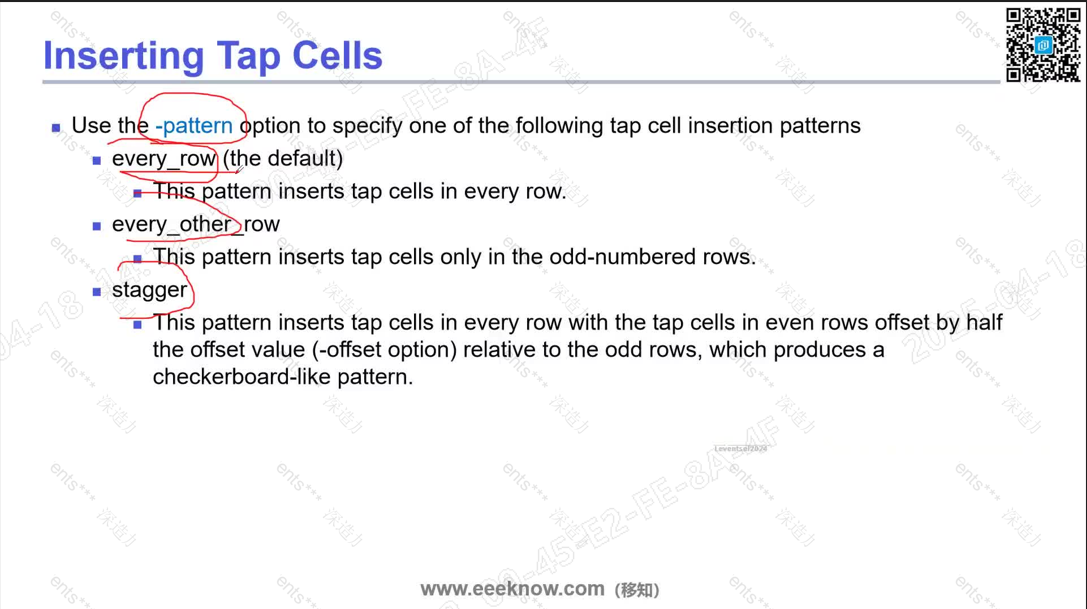 Inserting Tap Cells
Use the -pattern option to specify one of the following tap cell insertion patterns
every_row (the default)
This pattern inserts tap cells in every row.
every_other_row
This pattern inserts tap cells only in the odd-numbered rows.
stagger
This pattern inserts tap cells in every row with the tap cells in even rows offset by half
the offset value (-offset option) relative to the odd rows, which produces a
checkerboard-like pattern.
www.eeeknow.com (移知)